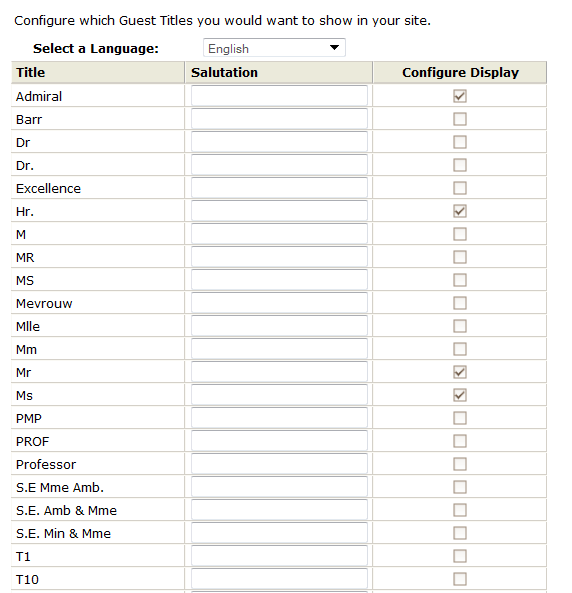 Configure which Guest Titles you would want to show in your site.
Select a Language: English
Title Salutation Configure Display
Admiral
Barr
Dr
Dr.
Excellence
Hr.
M
MR
MS
Mevrouw
Mlle
Mm
Mr
Ms
PMP
PROF
Professor
S.E Mme Amb.
S.E. Amb & Mme
S.E. Min & Mme
T1
T10